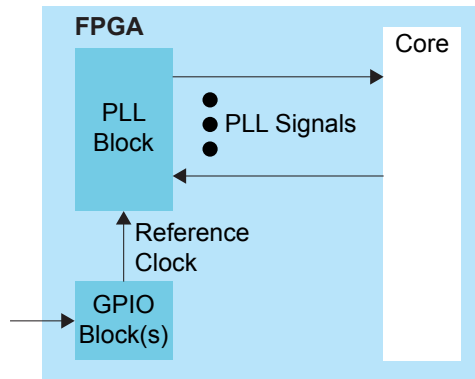 FPGA
Core
PLL
Block
PLL Signals
Reference
Clock
GPIO
Block(s)